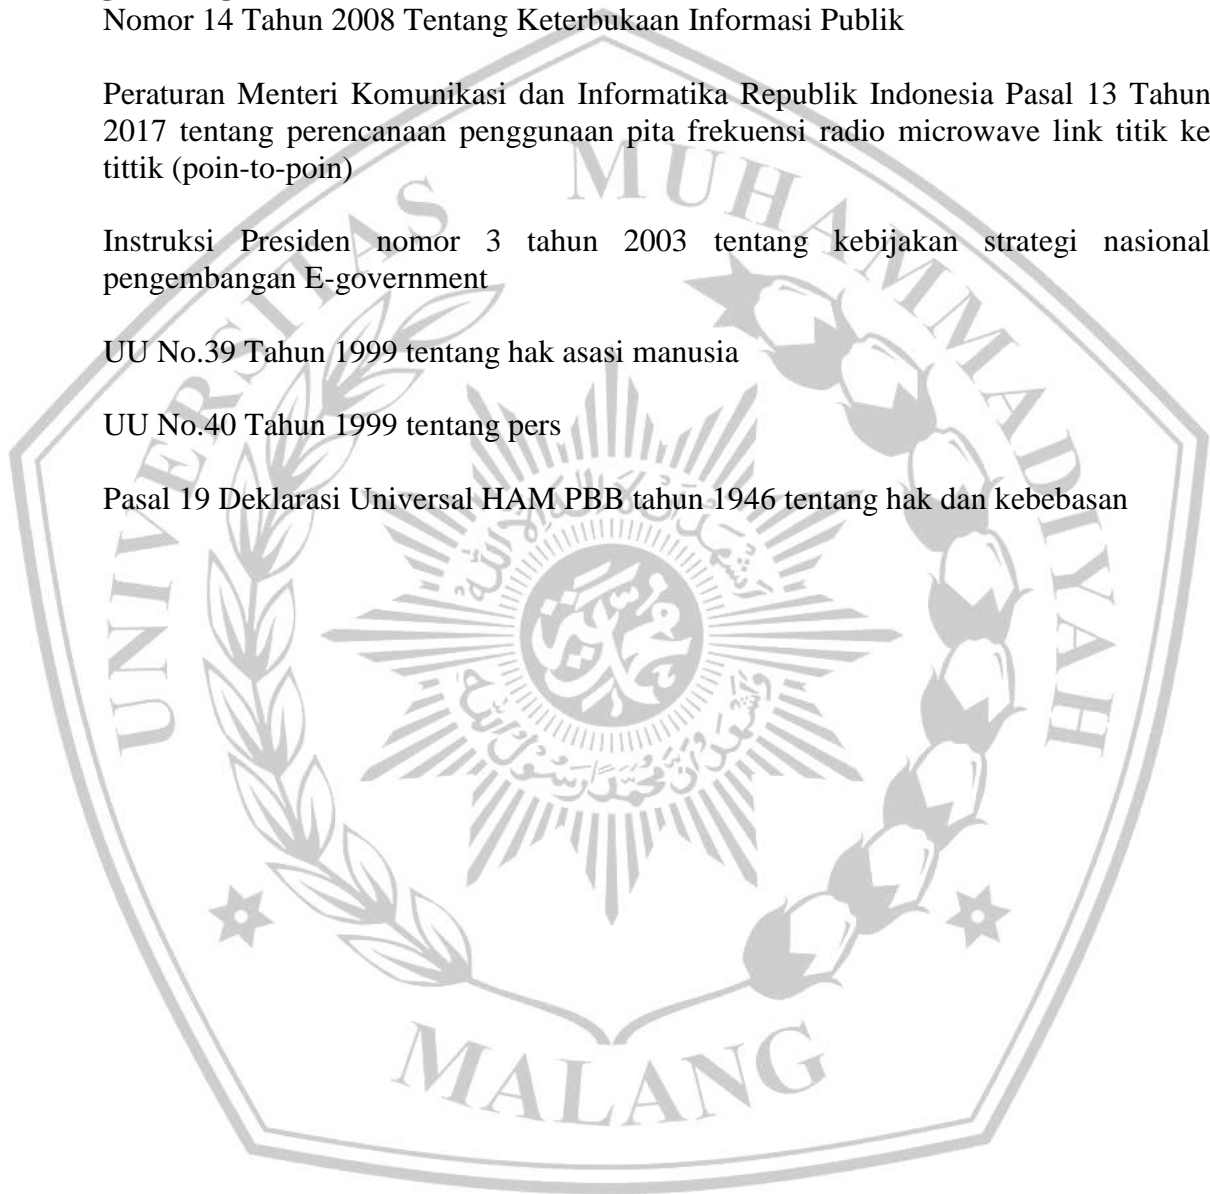 Nomor 14 Tahun 2008 Tentang Keterbukaan Informasi Publik
Peraturan Menteri Komunikasi dan Informatika Republik Indonesia Pasal 13 Tahun
2017 tentang perencanaan penggunaan pita frekuensi radio microwave link titik ke
tittik (poin-to-poin)
Instruksi Presiden nomor 3 tahun 2003 tentang kebijakan strategi nasional
pengembangan E-government
UU No.39 Tahun 1999 tentang hak asasi manusia
UU No.40 Tahun 1999 tentang pers
Pasal 19 Deklarasi Universal HAM PBB tahun 1946 tentang hak dan kebebasan
UNIVERSITAS MUHAMMADIYAH
MALANG